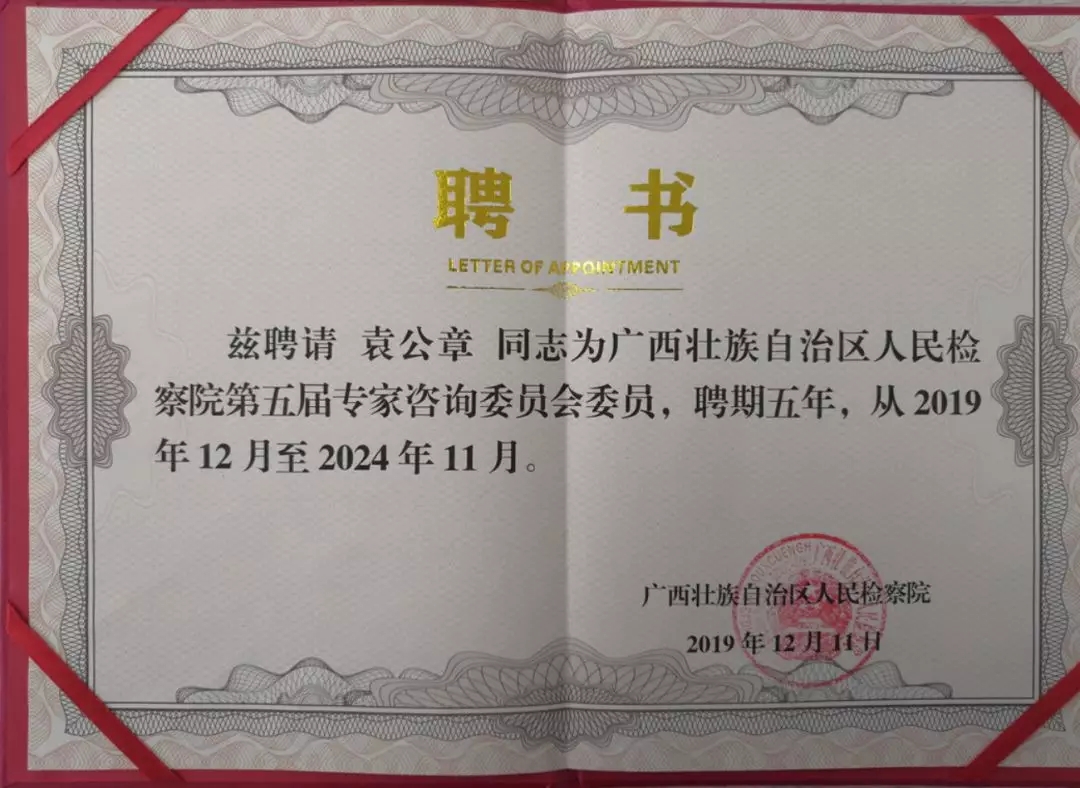 聘 书
LETTER OF APPOINTMENT
兹聘请 袁公章 同志为广西壮族自治区人民检
察院第五届专家咨询委员会委员，聘期五年，从 2019
年 12 月至 2024 年 11 月。
广西壮族自治区人民检察院
2019 年 12 月 11 日